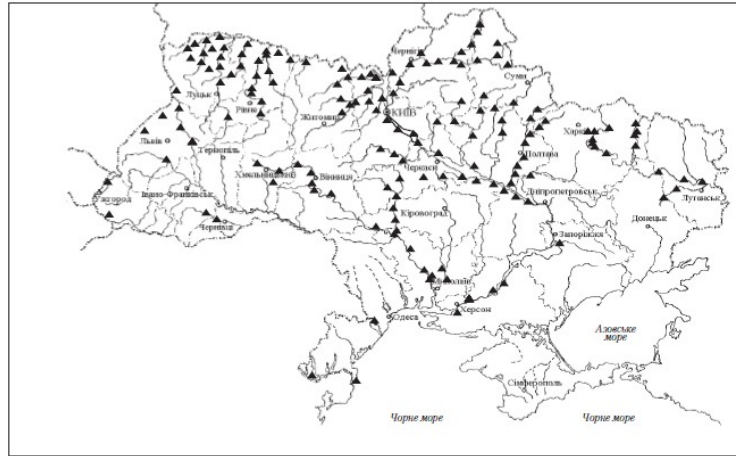 Чернігів
Суми
Луцьк
Рівне
КИЇВ
Житомир
Харків
Львів
Тернопіль
Полтава
Хмельницький
Вінниця
Черкаси
Ужгород
Івано-Франківськ
Дніпропетровськ
Луганськ
Кіровоград
Чернівці
Донецьк
Запоріжжя
Миколаїв
Херсон
Одеса
Азовське
море
Сімферополь
Чорне море
Чорне море